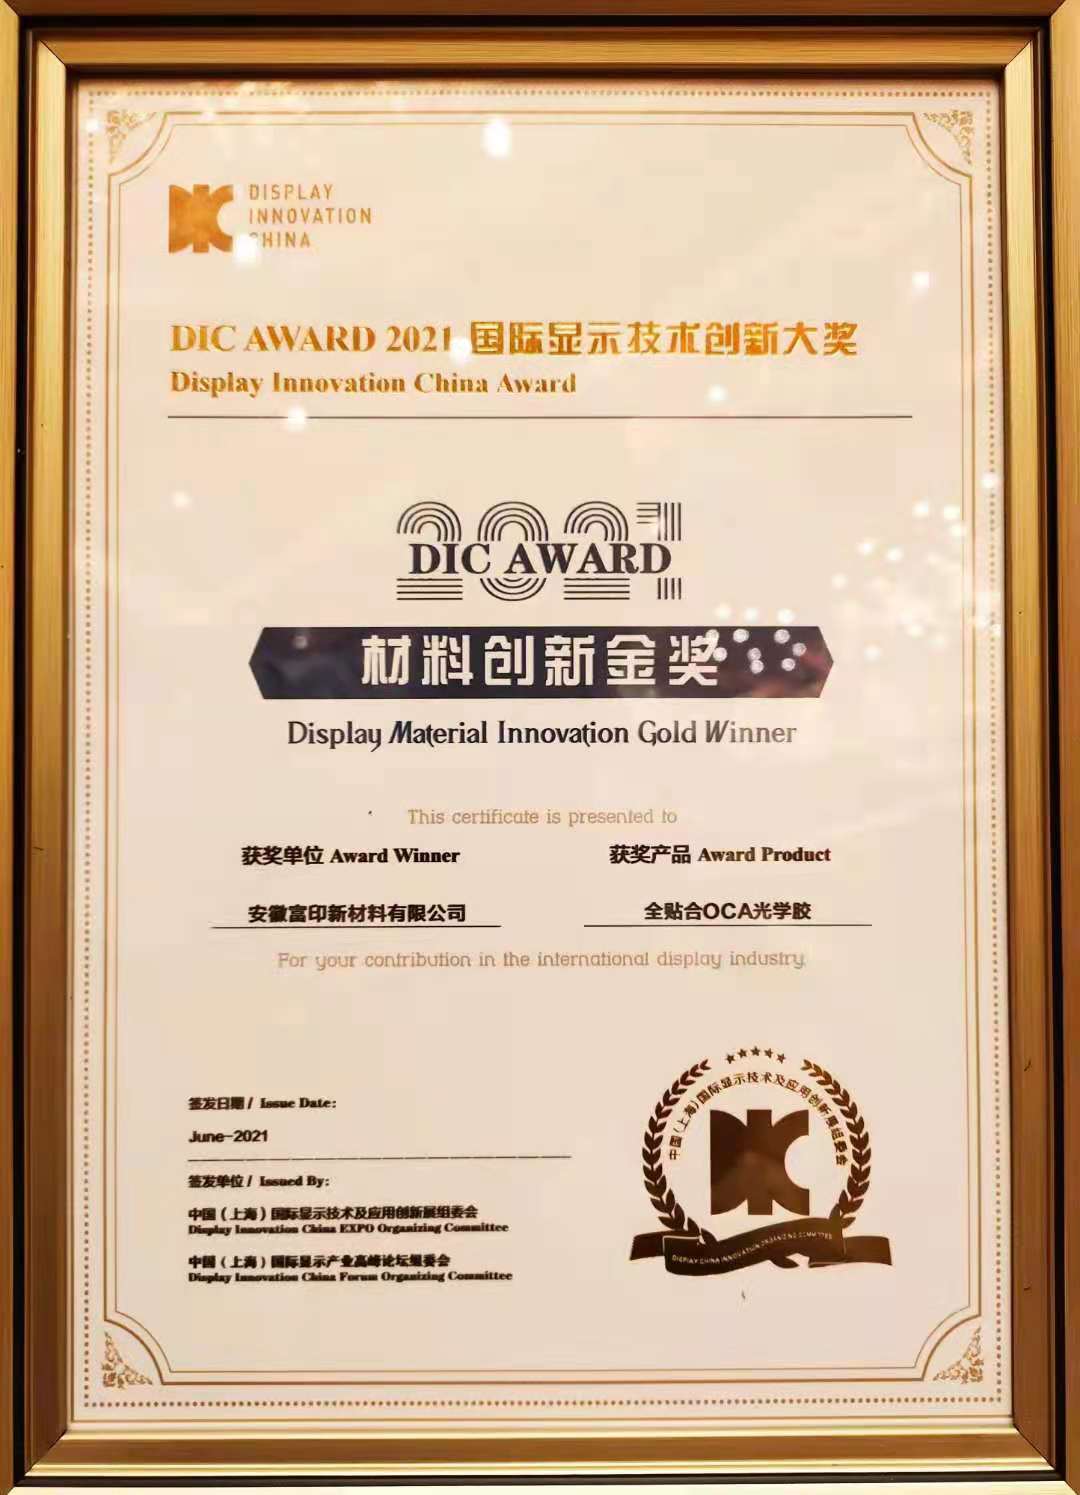 DISPLAY
INNOVATION
CHINA
DIC AWARD 2021 国际显示技术创新大奖
Display Innovation China Award
2021
DIC AWARD
材料创新金奖
Display Material Innovation Gold Winner
This certificate is presented to
获奖单位 Award Winner
获奖产品 Award Product
安徽富印新材料有限公司
全贴合OCA光学胶
For your contribution in the international display industry.
签发日期 / Issue Date:
June-2021
签发单位 / Issued By:
中国（上海）国际显示技术及应用创新展组委会
Display Innovation China EXPO Organizing Committee
中国（上海）国际显示产业高峰论坛组委会
Display Innovation China Forum Organizing Committee
中国(上海)国际显示技术及应用创新展组委会
DIC
DISPLAY CHINA INNOVATION ORGANIZING COMMITTEE